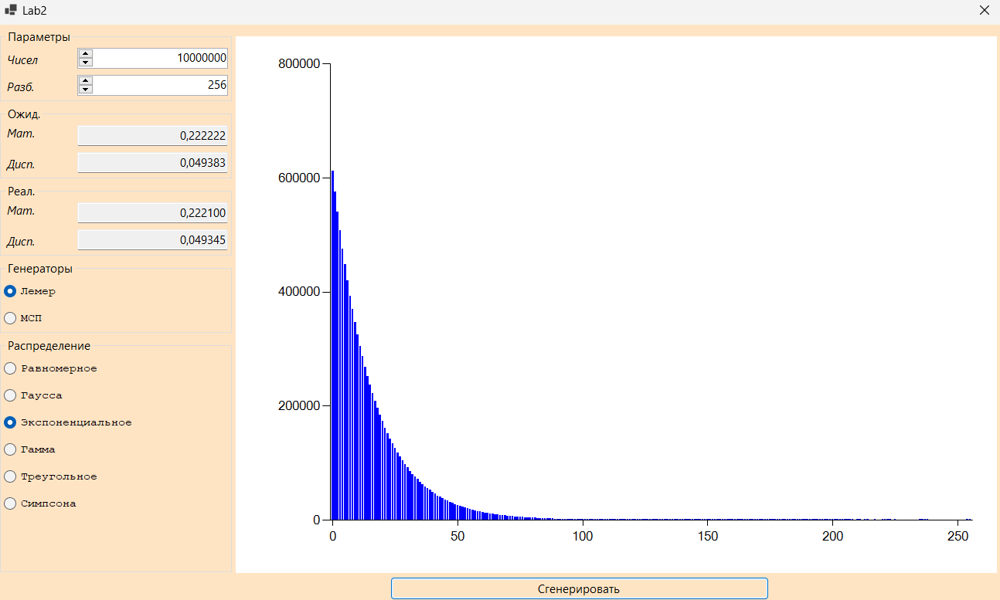 Lab2
Параметры
Чисел 10000000
Разб. 256
Ожид.
Мат. 0,222222
Дисп. 0,049383
Реал.
Мат. 0,222100
Дисп. 0,049345
Генераторы
Лемер
МСП
Распределение
Равномерное
Гаусса
Экспоненциальное
Гамма
Треугольное
Симпсона
800000
600000
400000
200000
0
0 50 100 150 200 250
Сгенерировать